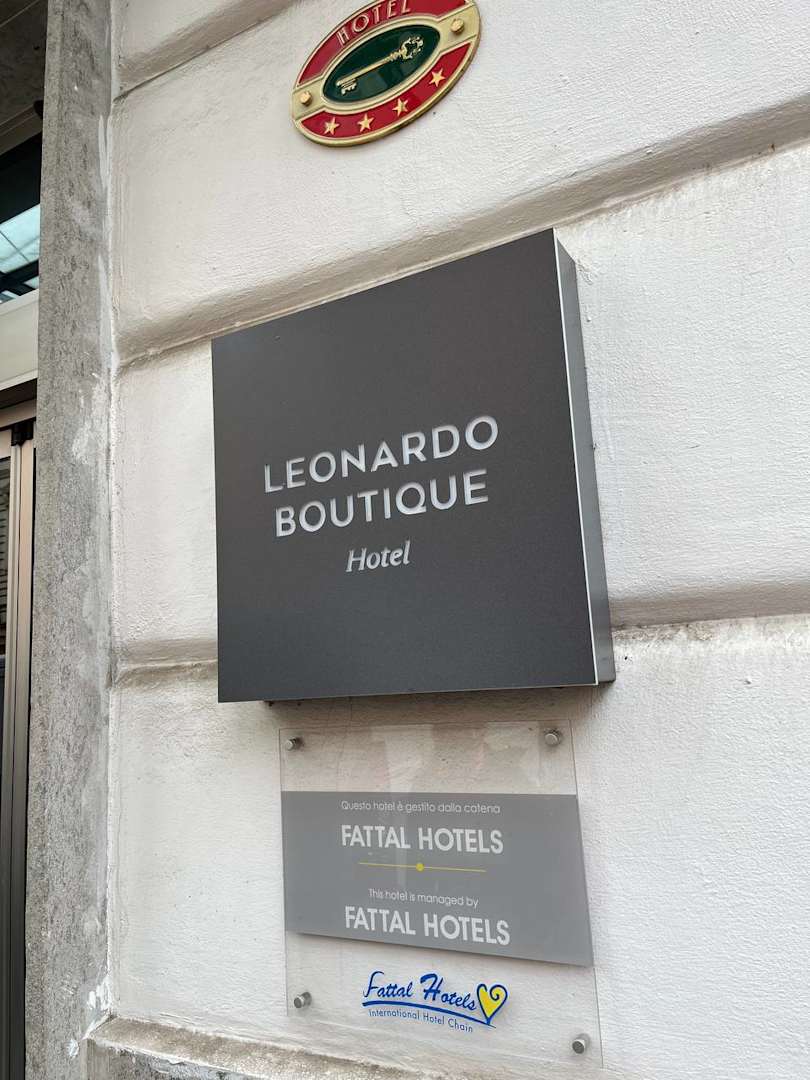 HOTEL
LEONARDO
BOUTIQUE
Hotel
Questo hotel è gestito dalla catena
FATTAL HOTELS
This hotel is managed by
FATTAL HOTELS
Fattal Hotels
International Hotel Chain